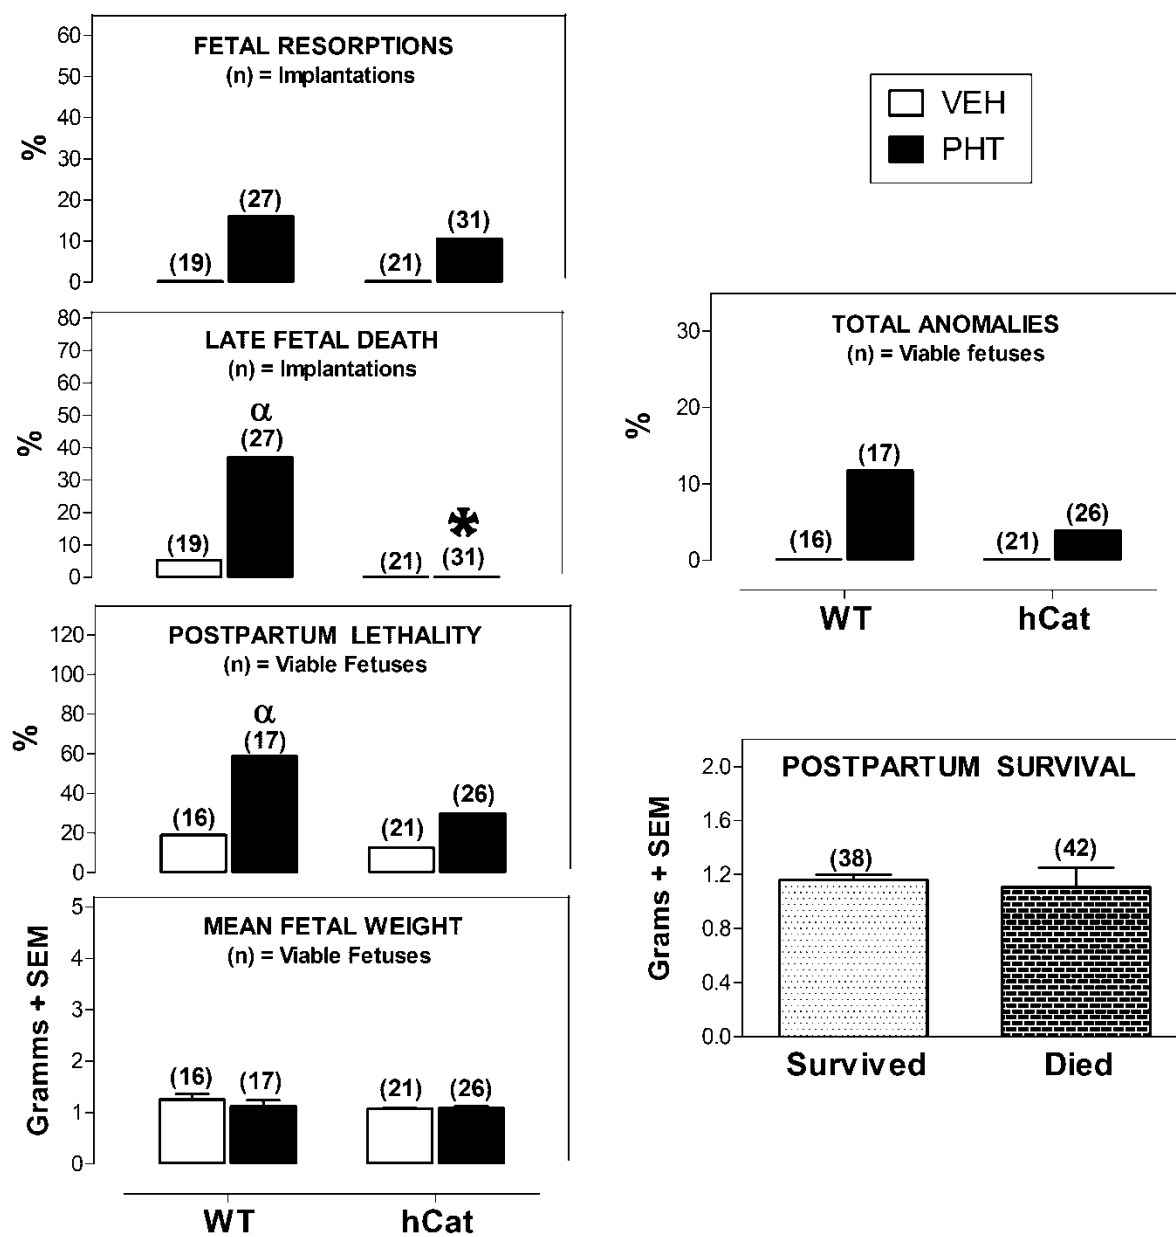 FETAL RESORPTIONS
(n) = Implantations
%
60
50
40
30
20
10
0
(19)
(27)
(21)
(31)
LATE FETAL DEATH
(n) = Implantations
%
80
70
60
50
40
30
20
10
0
(19)
α
(27)
(21)
*
(31)
POSTPARTUM LETHALITY
(n) = Viable Fetuses
%
120
100
80
60
40
20
0
(16)
α
(17)
(21)
(26)
MEAN FETAL WEIGHT
(n) = Viable Fetuses
Gramms + SEM
5
4
3
2
1
0
(16)
(17)
(21)
(26)
WT
hCat
VEH
PHT
TOTAL ANOMALIES
(n) = Viable fetuses
%
30
20
10
0
(16)
(17)
(21)
(26)
WT
hCat
POSTPARTUM SURVIVAL
Grams + SEM
2.0
1.6
1.2
0.8
0.4
0.0
(38)
(42)
Survived
Died